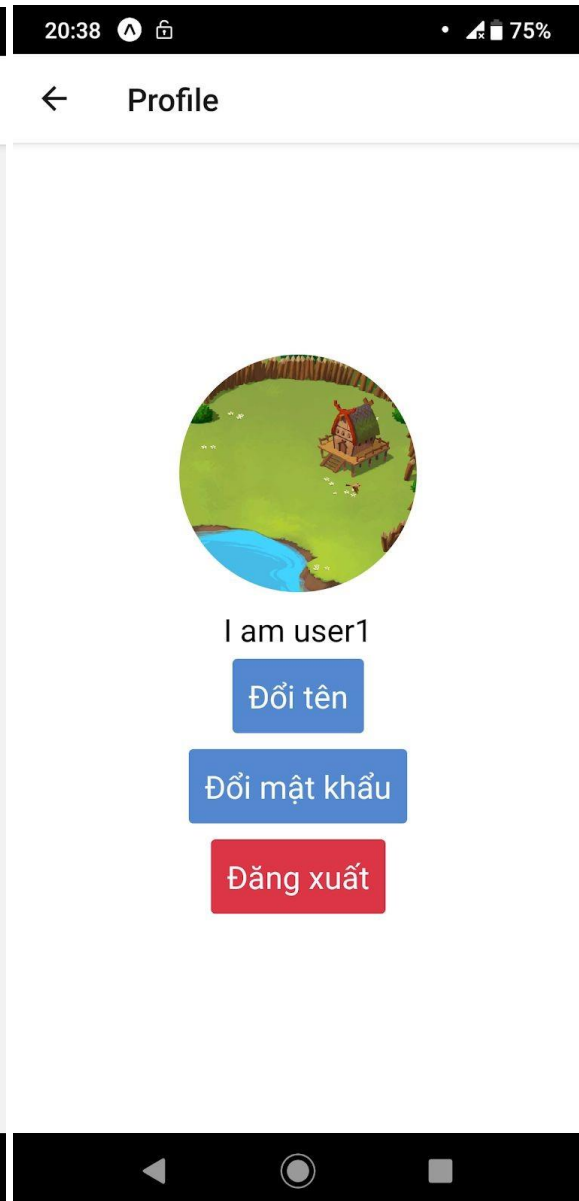 20:38 75%
Profile
I am user1
Đổi tên
Đổi mật khẩu
Đăng xuất